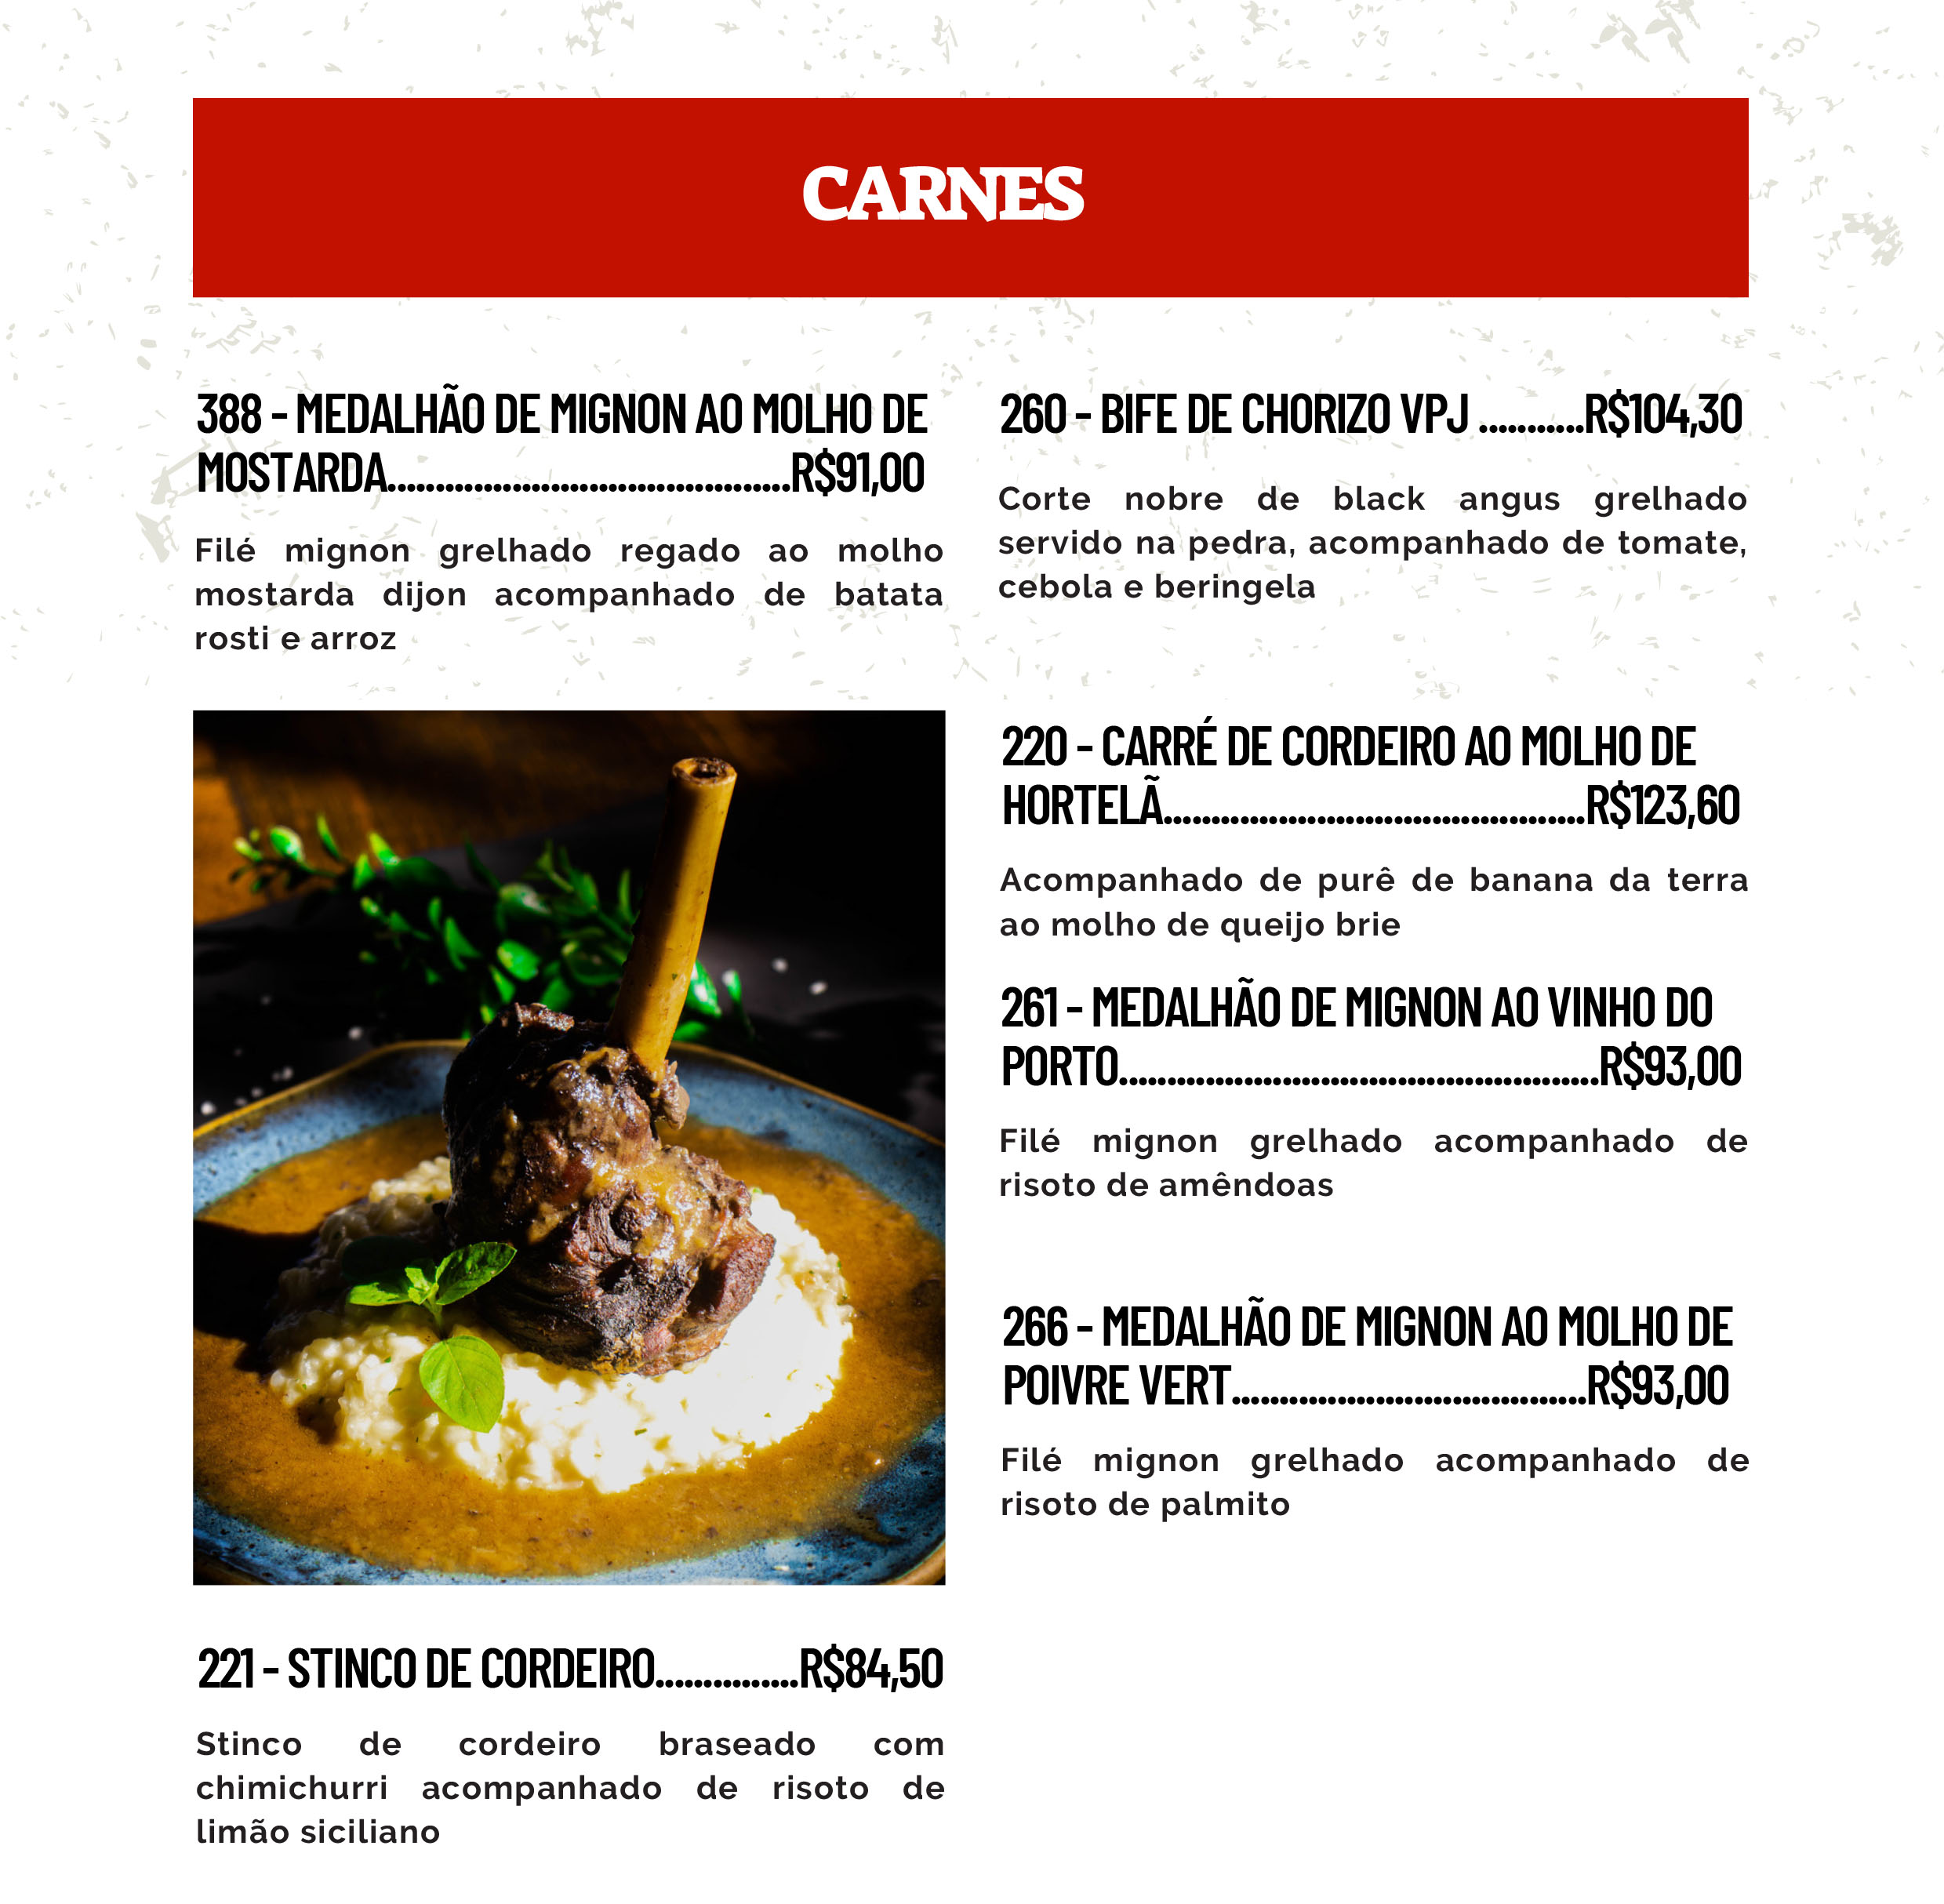 CARNES
388 - MEDALHÃO DE MIGNON AO MOLHO DE
MOSTARDA..........................................R$91,00
Filé mignon grelhado regado ao molho
mostarda dijon acompanhado de batata
rosti e arroz
221 - STINCO DE CORDEIRO...............R$84,50
Stinco de cordeiro braseado com
chimichurri acompanhado de risoto de
limão siciliano
260 - BIFE DE CHORIZO VPJ ...........R$104,30
Corte nobre de black angus grelhado
servido na pedra, acompanhado de tomate,
cebola e beringela
220 - CARRÉ DE CORDEIRO AO MOLHO DE
HORTELÃ............................................R$123,60
Acompanhado de purê de banana da terra
ao molho de queijo brie
261 - MEDALHÃO DE MIGNON AO VINHO DO
PORTO..................................................R$93,00
Filé mignon grelhado acompanhado de
risoto de amêndoas
266 - MEDALHÃO DE MIGNON AO MOLHO DE
POIVRE VERT.....................................R$93,00
Filé mignon grelhado acompanhado de
risoto de palmito